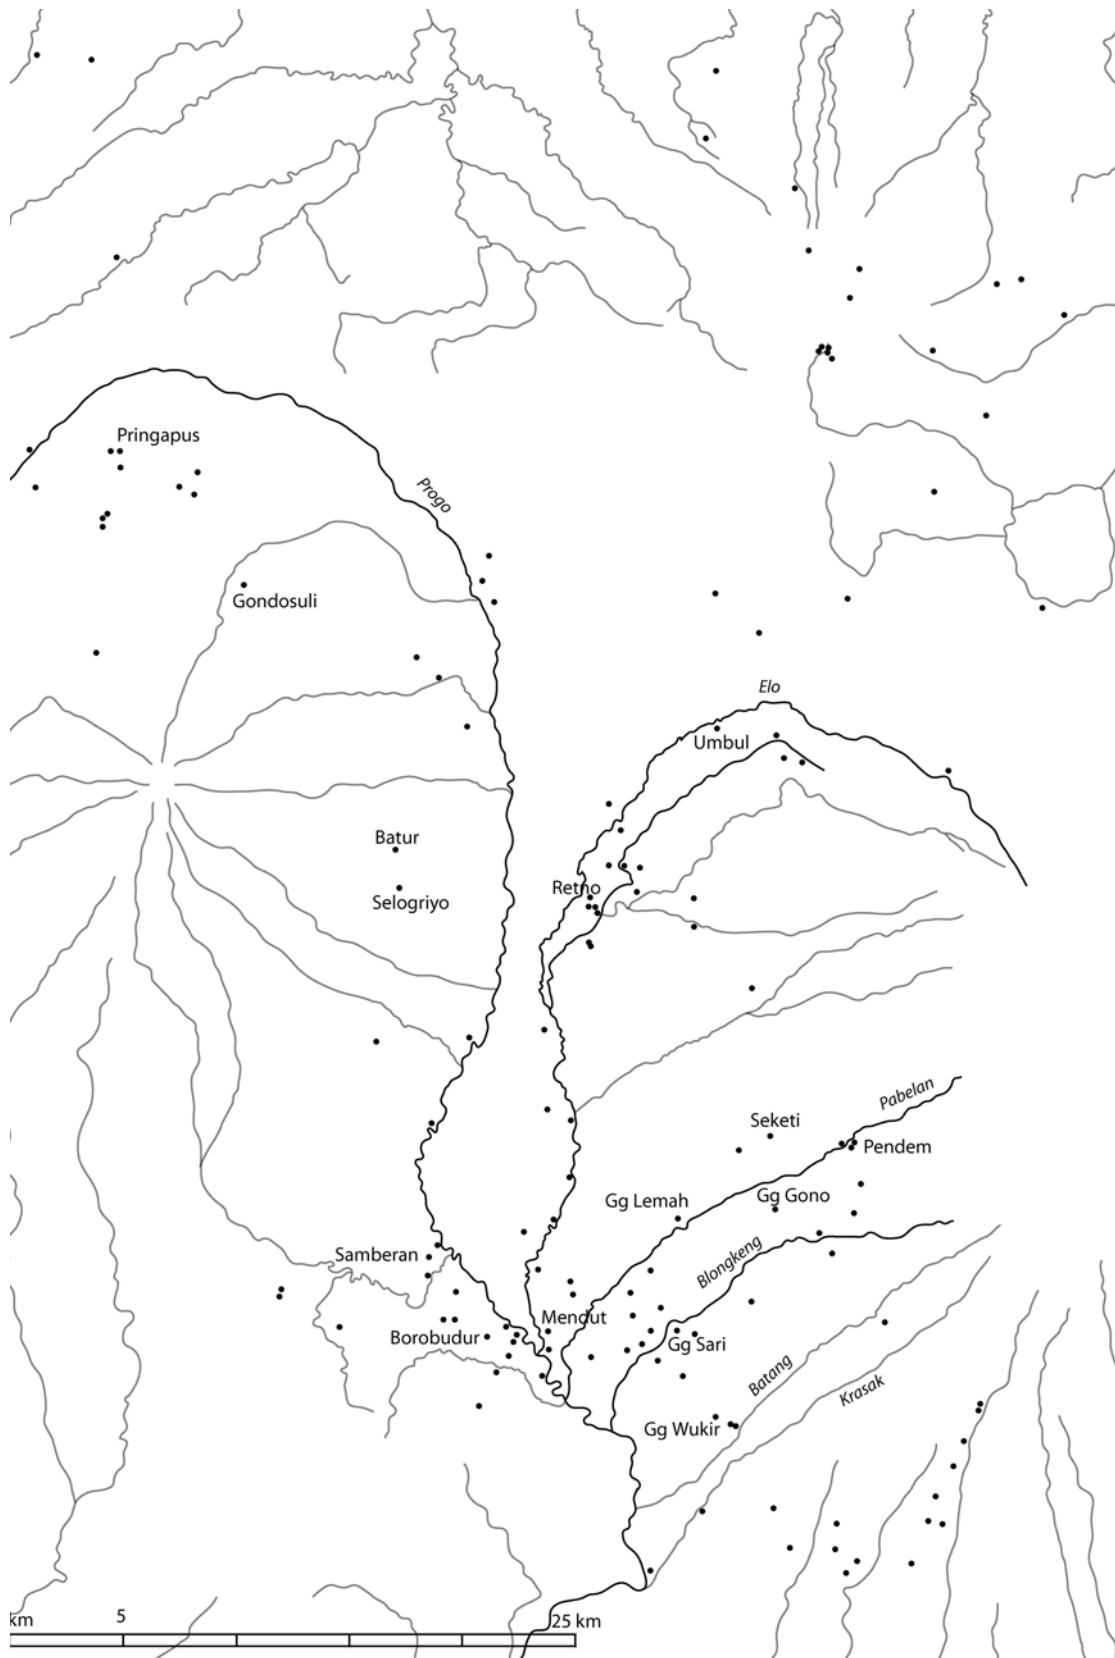 Pringapus
Progo
Gondosuli
Elo
Umbul
Batur
Retno
Selogriyo
Pabelan
Seketi
Pendem
Gg Lemah
Gg Gono
Samberan
Blongkeng
Mendut
Borobudur
Gg Sari
Batang
Krasak
Gg Wukir
km
5
25 km